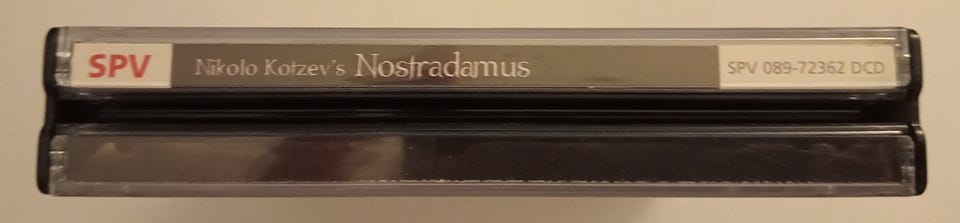 SPV Nikolo Kotzev's Nostradamus SPV 089-72362 DCD